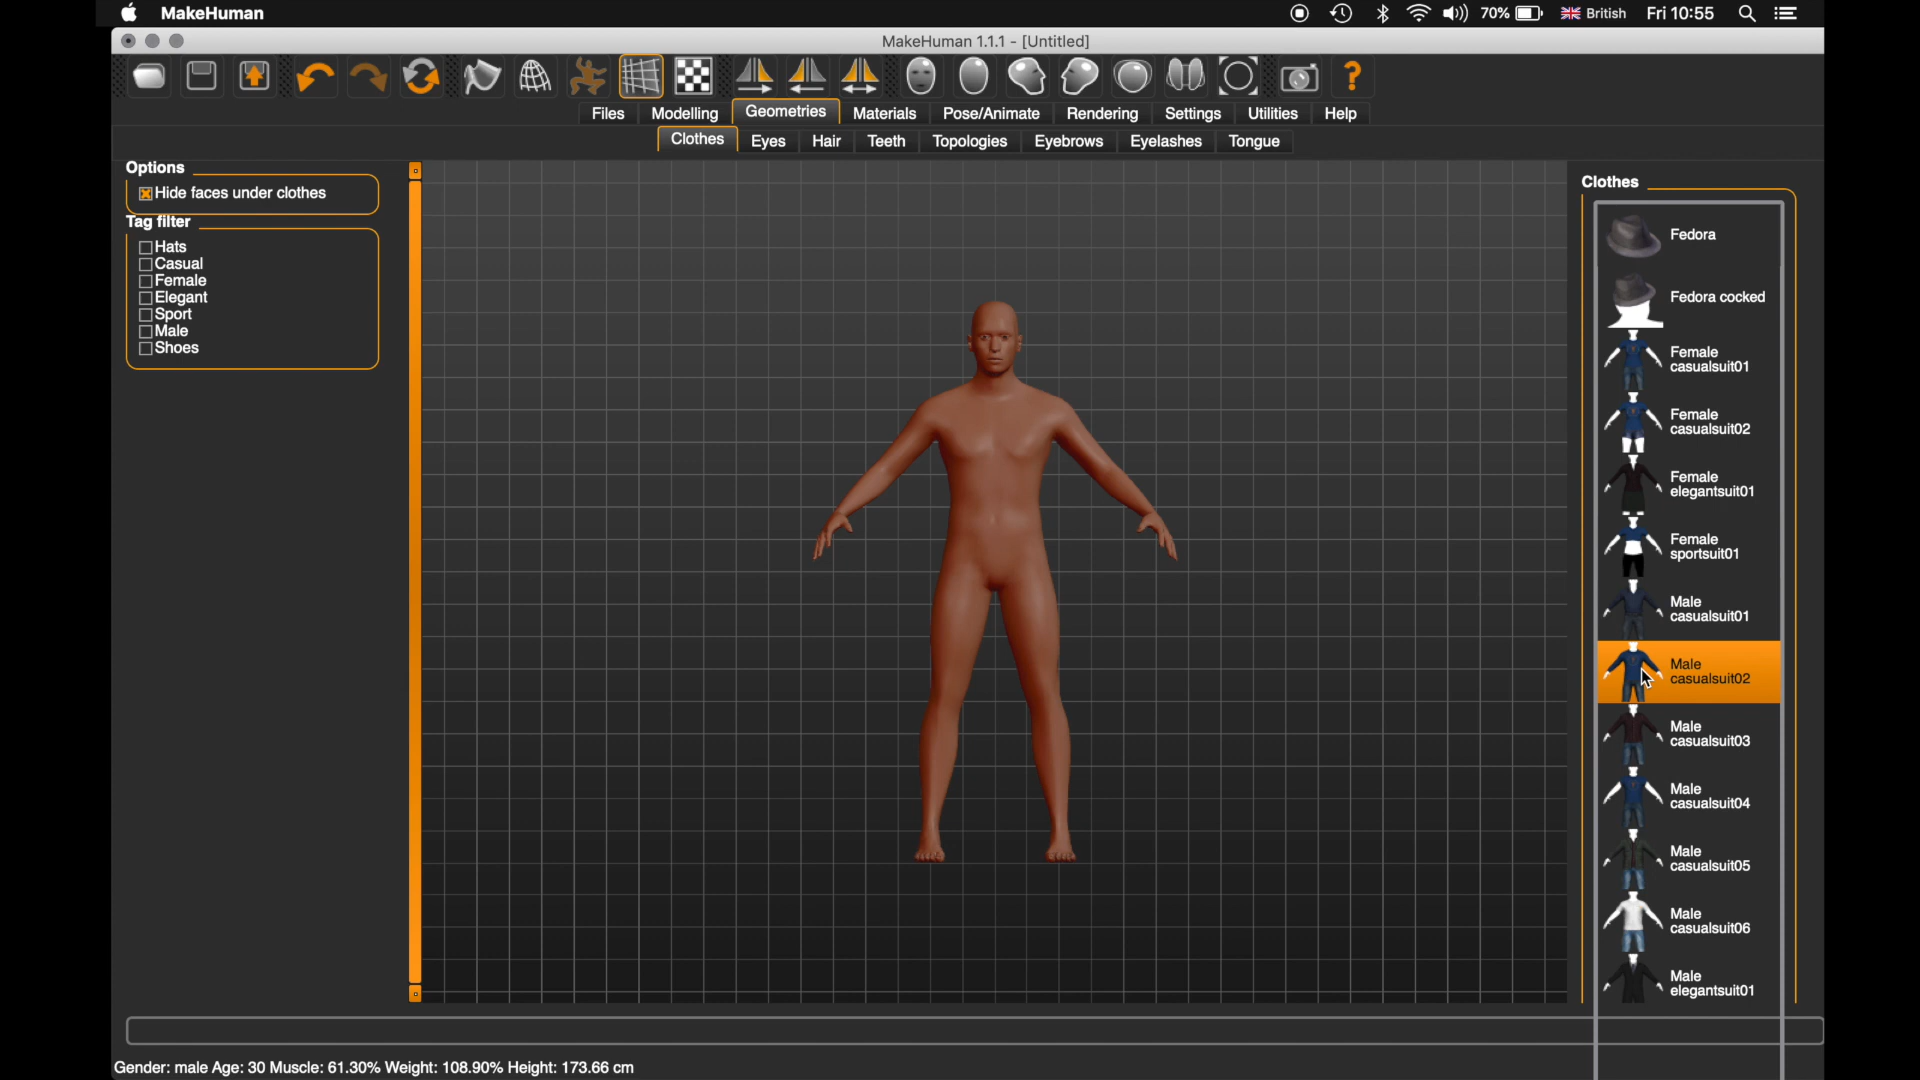 MakeHuman
70%
British
Fri 10:55
MakeHuman 1.1.1 - [Untitled]
?
Files
Modelling
Geometries
Materials
Pose/Animate
Rendering
Settings
Utilities
Help
Clothes
Eyes
Hair
Teeth
Topologies
Eyebrows
Eyelashes
Tongue
Options
Hide faces under clothes
Tag filter
Hats
Casual
Female
Elegant
Sport
Male
Shoes
Clothes
Fedora
Fedora cocked
Female
casualsuit01
Female
casualsuit02
Female
elegantsuit01
Female
sportsuit01
Male
casualsuit01
Male
casualsuit02
Male
casualsuit03
Male
casualsuit04
Male
casualsuit05
Male
casualsuit06
Male
elegantsuit01
Gender: male Age: 30 Muscle: 61.30% Weight: 108.90% Height: 173.66 cm